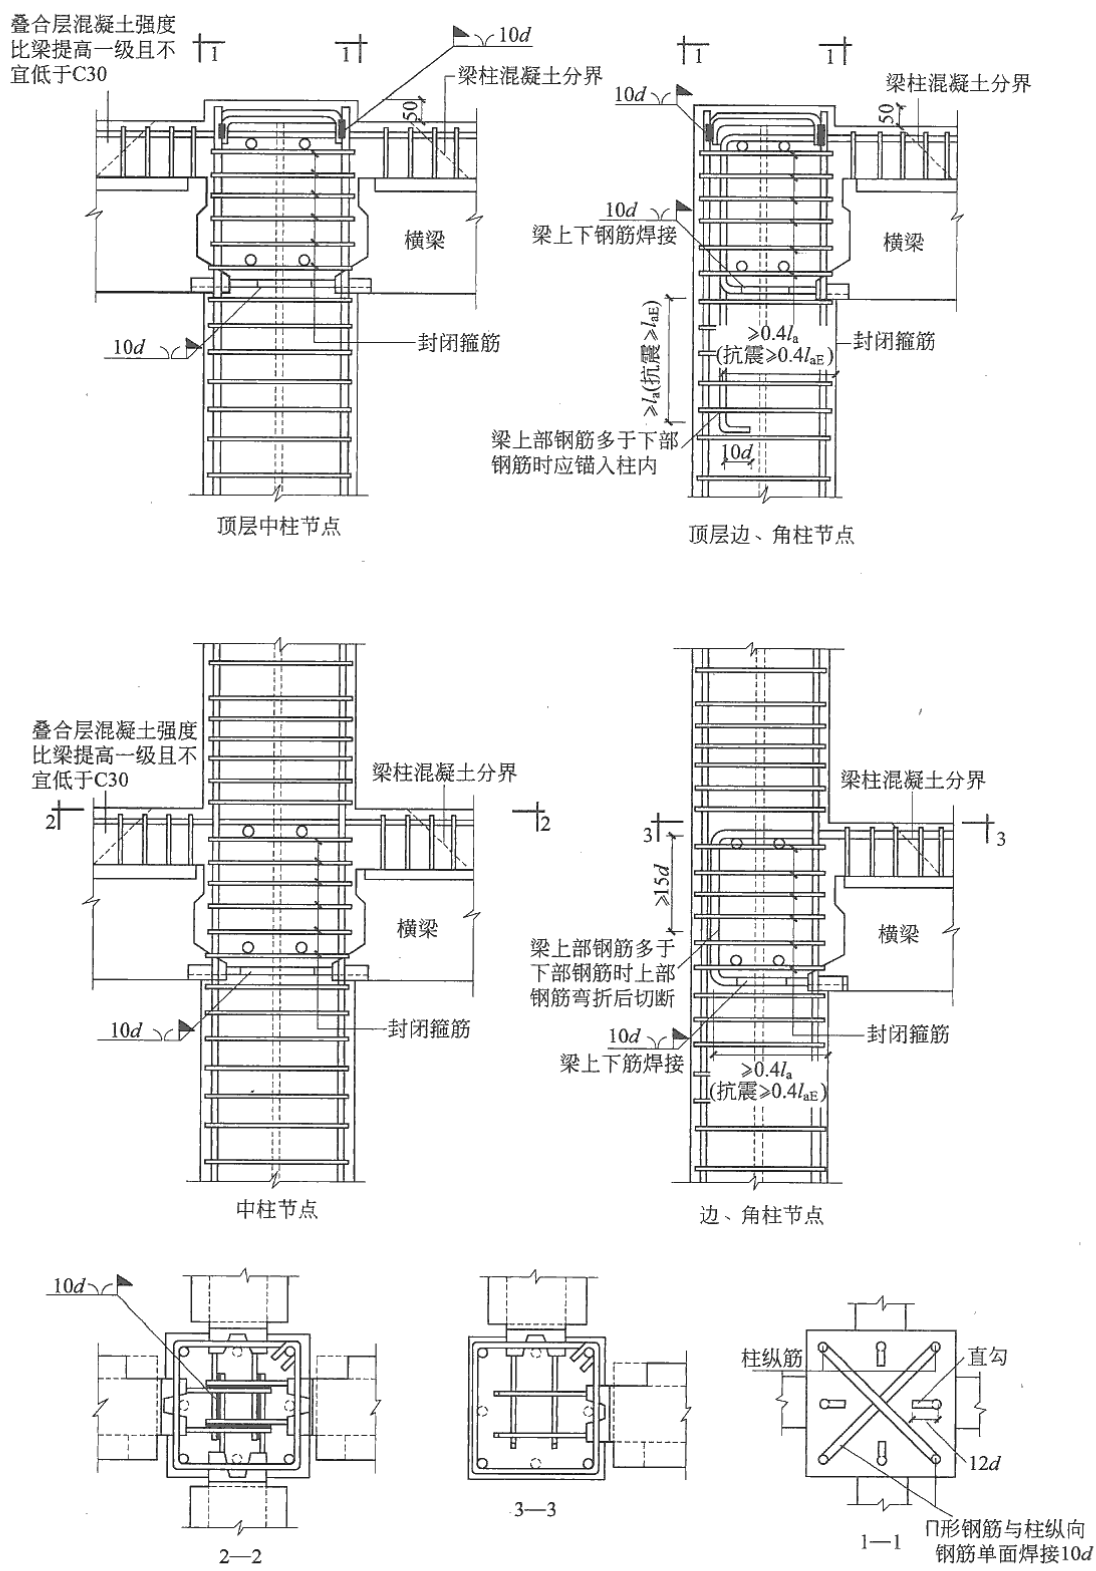 叠合层混凝土强度
比梁提高一级且不
宜低于C30
1
1
10d
梁柱混凝土分界
50
横梁
10d
封闭箍筋
顶层中柱节点
1
1
10d
梁柱混凝土分界
50
10d
梁上下钢筋焊接
横梁
≥la(抗震≥laE)
≥0.4la
(抗震≥0.4laE)
封闭箍筋
梁上部钢筋多于下部
钢筋时应锚入柱内
10d
顶层边、角柱节点
叠合层混凝土强度
比梁提高一级且不
宜低于C30
梁柱混凝土分界
2
2
横梁
10d
封闭箍筋
中柱节点
梁柱混凝土分界
3
3
≥15d
横梁
梁上部钢筋多于
下部钢筋时上部
钢筋弯折后切断
10d
梁上下筋焊接
封闭箍筋
≥0.4la
(抗震≥0.4laE)
边、角柱节点
10d
2—2
3—3
柱纵筋
直勾
12d
1—1
冂形钢筋与柱纵向
钢筋单面焊接10d